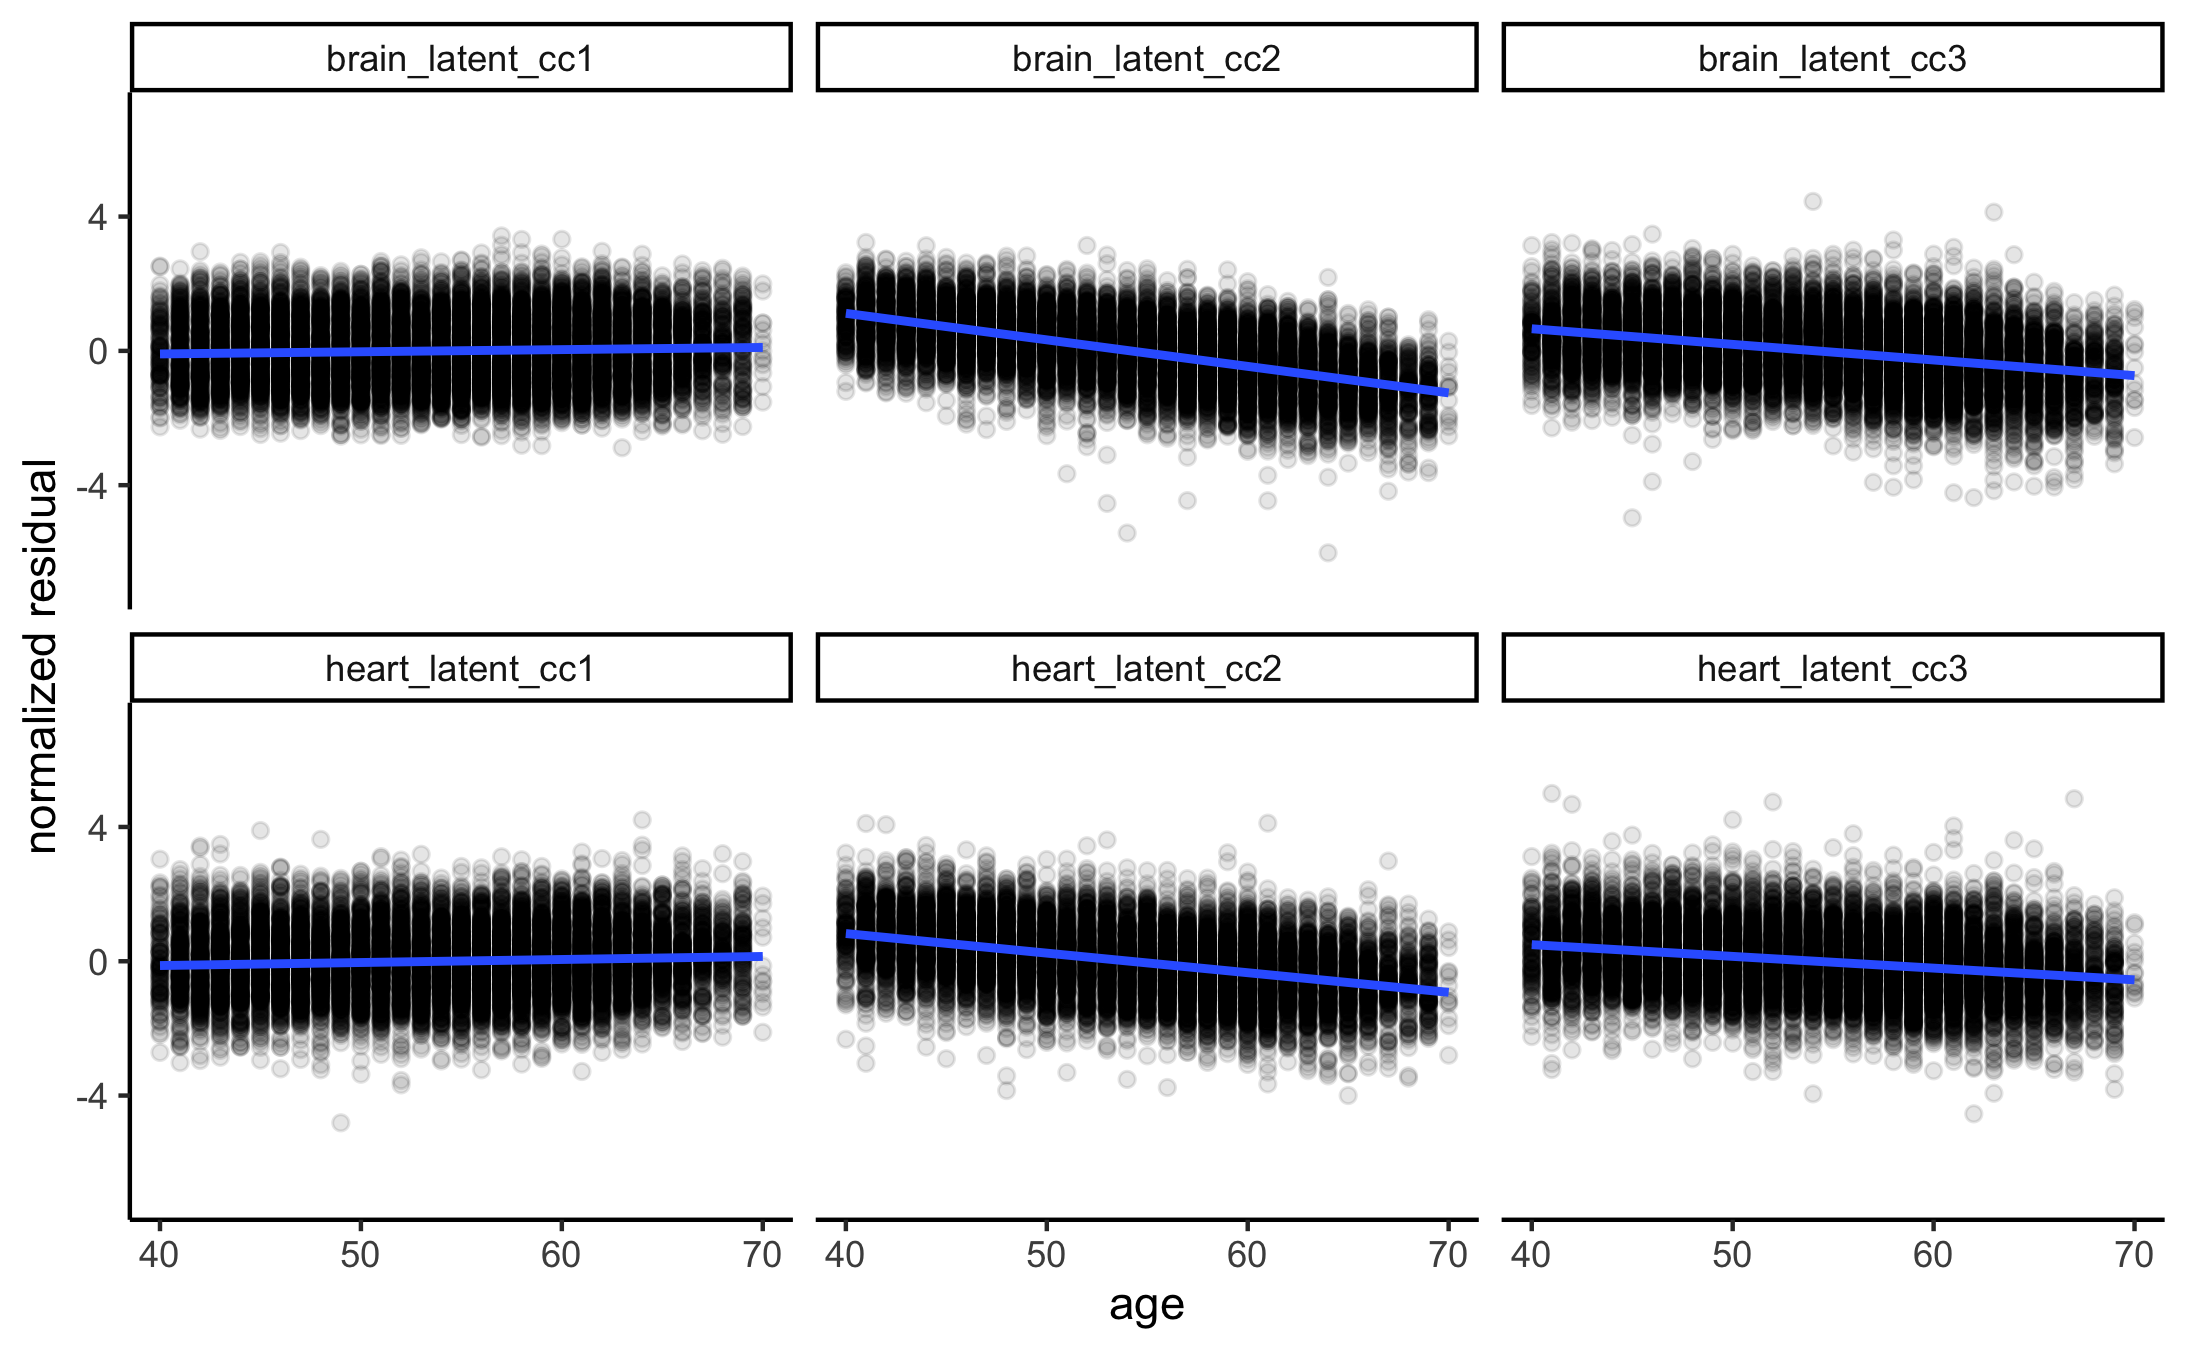 brain_latent_cc1
brain_latent_cc2
brain_latent_cc3
4
0
-4
normalized residual
heart_latent_cc1
heart_latent_cc2
heart_latent_cc3
4
0
-4
40 50 60 70
40 50 60 70
40 50 60 70
age